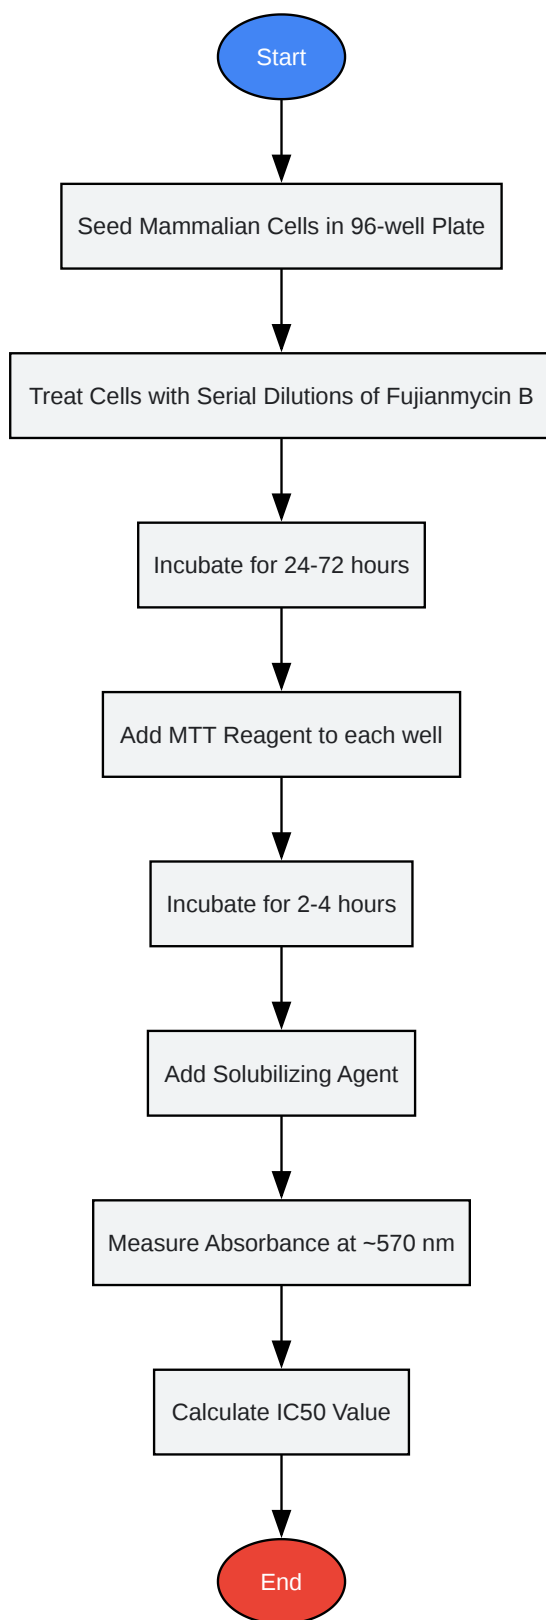 Start
Seed Mammalian Cells in 96-well Plate
Treat Cells with Serial Dilutions of Fujianmycin B
Incubate for 24-72 hours
Add MTT Reagent to each well
Incubate for 2-4 hours
Add Solubilizing Agent
Measure Absorbance at ~570 nm
Calculate IC50 Value
End